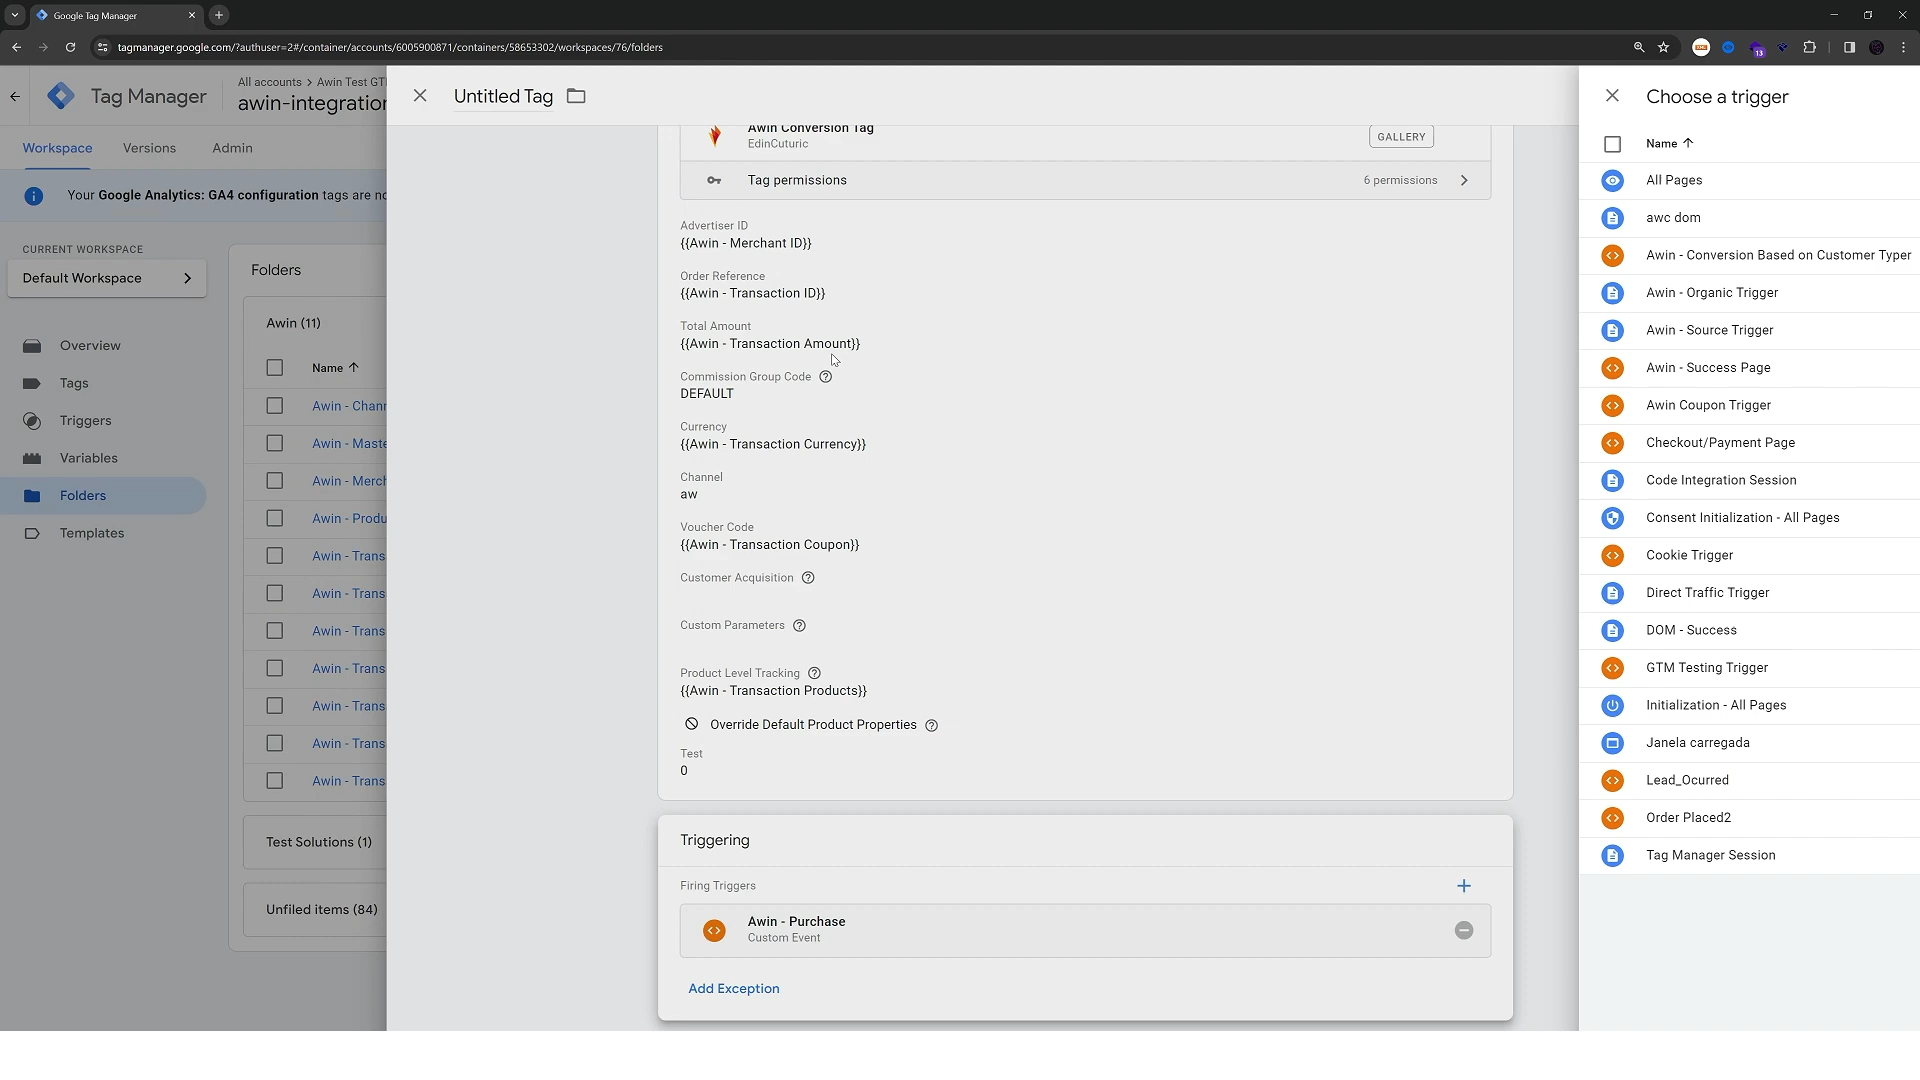 Google Tag Manager
tagmanager.google.com/?authuser=2#/container/accounts/6005900871/containers/58653302/workspaces/76/folders
13
Tag Manager
All accounts > Awin Test GT
awin-integration
Workspace
Versions
Admin
Your Google Analytics: GA4 configuration tags are no
CURRENT WORKSPACE
Default Workspace
Overview
Tags
Triggers
Variables
Folders
Templates
Folders
Awin (11)
Name
Awin - Chann
Awin - Maste
Awin - Merch
Awin - Produ
Awin - Trans
Awin - Trans
Awin - Trans
Awin - Trans
Awin - Trans
Awin - Trans
Awin - Trans
Test Solutions (1)
Unfiled items (84)
Untitled Tag
Awin Conversion Tag
EdinCuturic
GALLERY
Tag permissions
6 permissions
Advertiser ID
{{Awin - Merchant ID}}
Order Reference
{{Awin - Transaction ID}}
Total Amount
{{Awin - Transaction Amount}}
Commission Group Code
DEFAULT
Currency
{{Awin - Transaction Currency}}
Channel
aw
Voucher Code
{{Awin - Transaction Coupon}}
Customer Acquisition
Custom Parameters
Product Level Tracking
{{Awin - Transaction Products}}
Override Default Product Properties
Test
0
Triggering
Firing Triggers
Awin - Purchase
Custom Event
Add Exception
Choose a trigger
Name
All Pages
awc dom
Awin - Conversion Based on Customer Typer
Awin - Organic Trigger
Awin - Source Trigger
Awin - Success Page
Awin Coupon Trigger
Checkout/Payment Page
Code Integration Session
Consent Initialization - All Pages
Cookie Trigger
Direct Traffic Trigger
DOM - Success
GTM Testing Trigger
Initialization - All Pages
Janela carregada
Lead_Ocurred
Order Placed2
Tag Manager Session